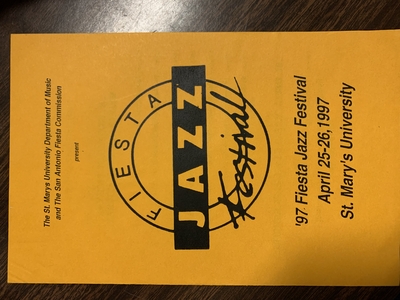 The St. Marys University Department of Music
and The San Antonio Fiesta Commission
present
FIESTA
JAZZ
Festival
'97 Fiesta Jazz Festival
April 25-26,1997
St. Mary's University